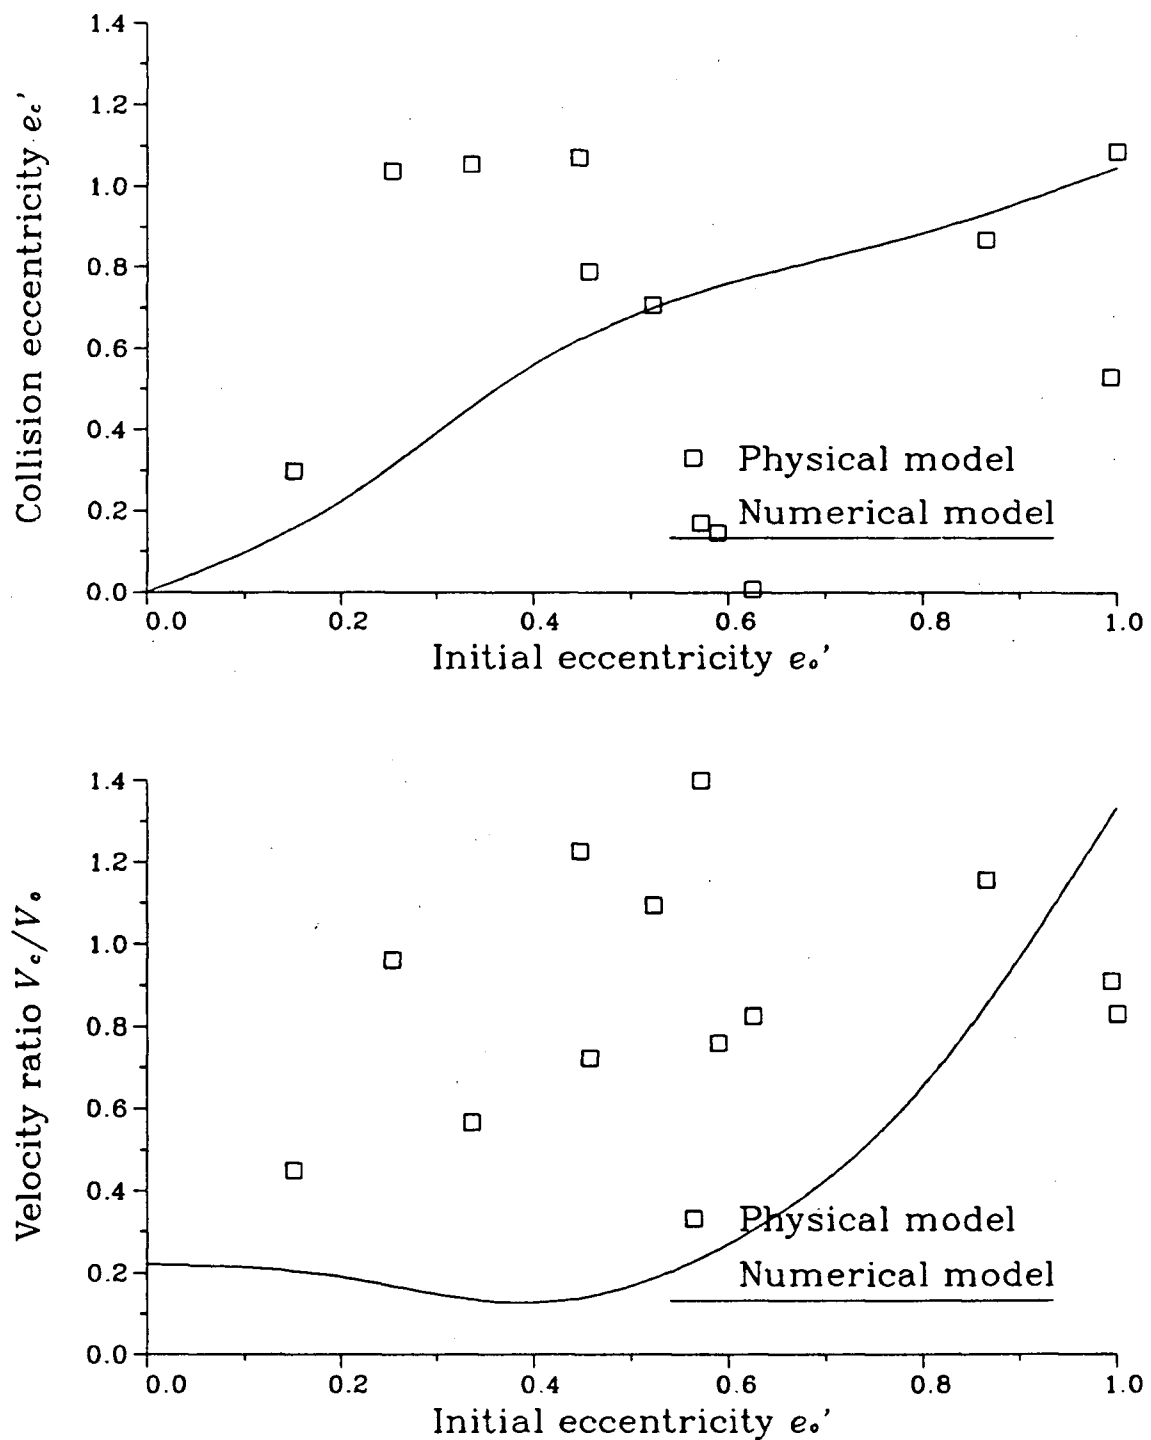 1.4
1.2
1.0
0.8
0.6
0.4
0.2
0.0
Collision eccentricity e꜀'
Physical model
Numerical model
0.0 0.2 0.4 0.6 0.8 1.0
Initial eccentricity eₒ'
1.4
1.2
1.0
0.8
0.6
0.4
0.2
0.0
Velocity ratio V꜀/Vₒ
Physical model
Numerical model
0.0 0.2 0.4 0.6 0.8 1.0
Initial eccentricity eₒ'